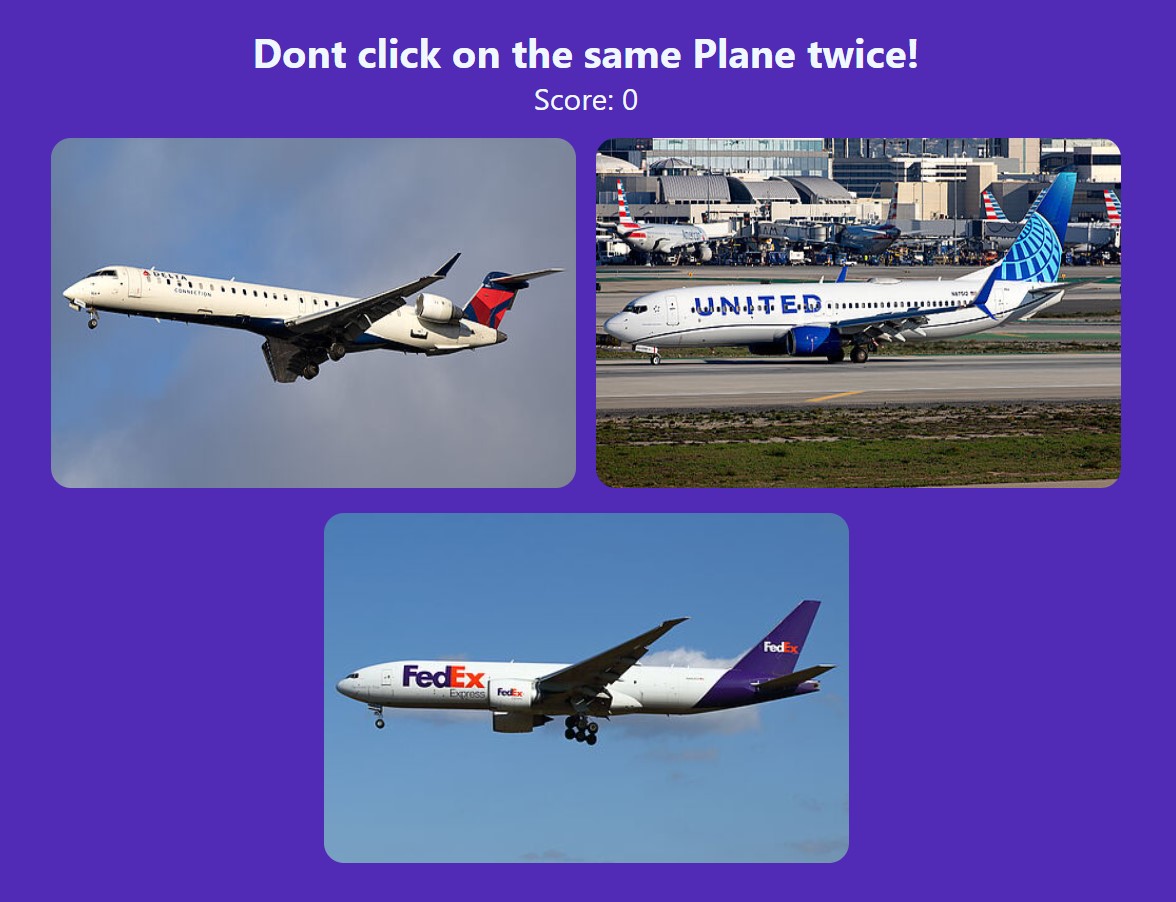 Dont click on the same Plane twice!
Score: 0
DELTA
CONNECTION
UNITED
FedEx
Express
FedEx
FedEx